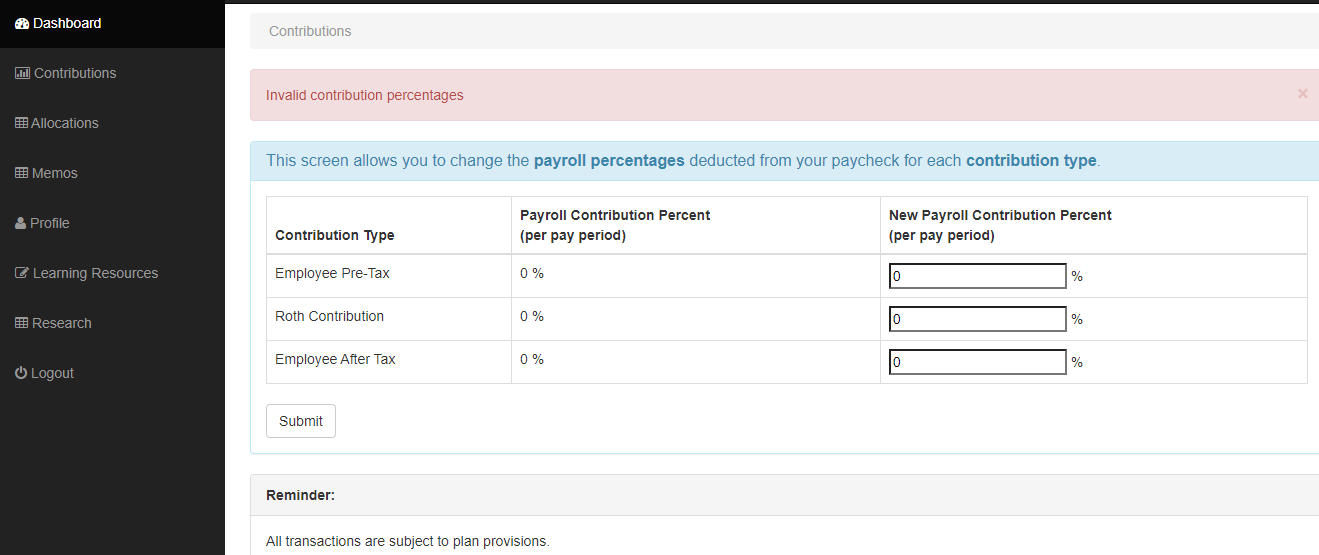 Dashboard
Contributions
Allocations
Memos
Profile
Learning Resources
Research
Logout
Contributions
Invalid contribution percentages
×
This screen allows you to change the payroll percentages deducted from your paycheck for each contribution type.
Contribution Type
Payroll Contribution Percent
(per pay period)
New Payroll Contribution Percent
(per pay period)
Employee Pre-Tax 0 % 0 %
Roth Contribution 0 % 0 %
Employee After Tax 0 % 0 %
Submit
Reminder:
All transactions are subject to plan provisions.